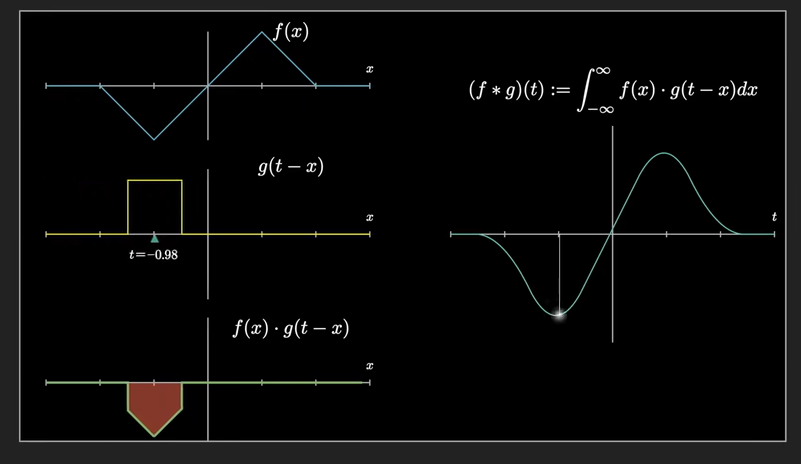 f(x)
x
(f ∗ g)(t) := ∫_{−∞}^{∞} f(x) · g(t − x)dx
g(t − x)
x
t
t=−0.98
f(x) · g(t − x)
x